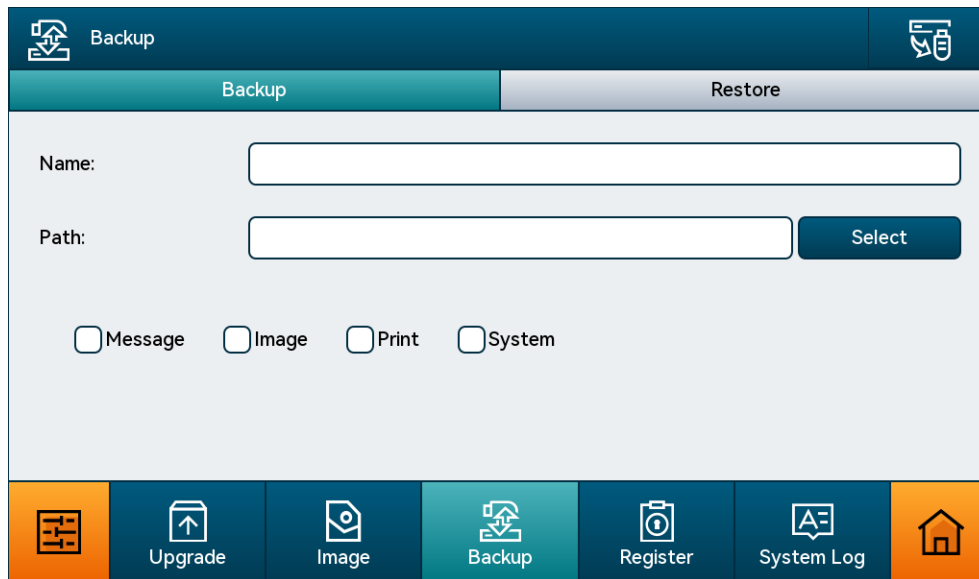 Backup
Backup Restore
Name:
Path: Select
Message Image Print System
Upgrade Image Backup Register System Log